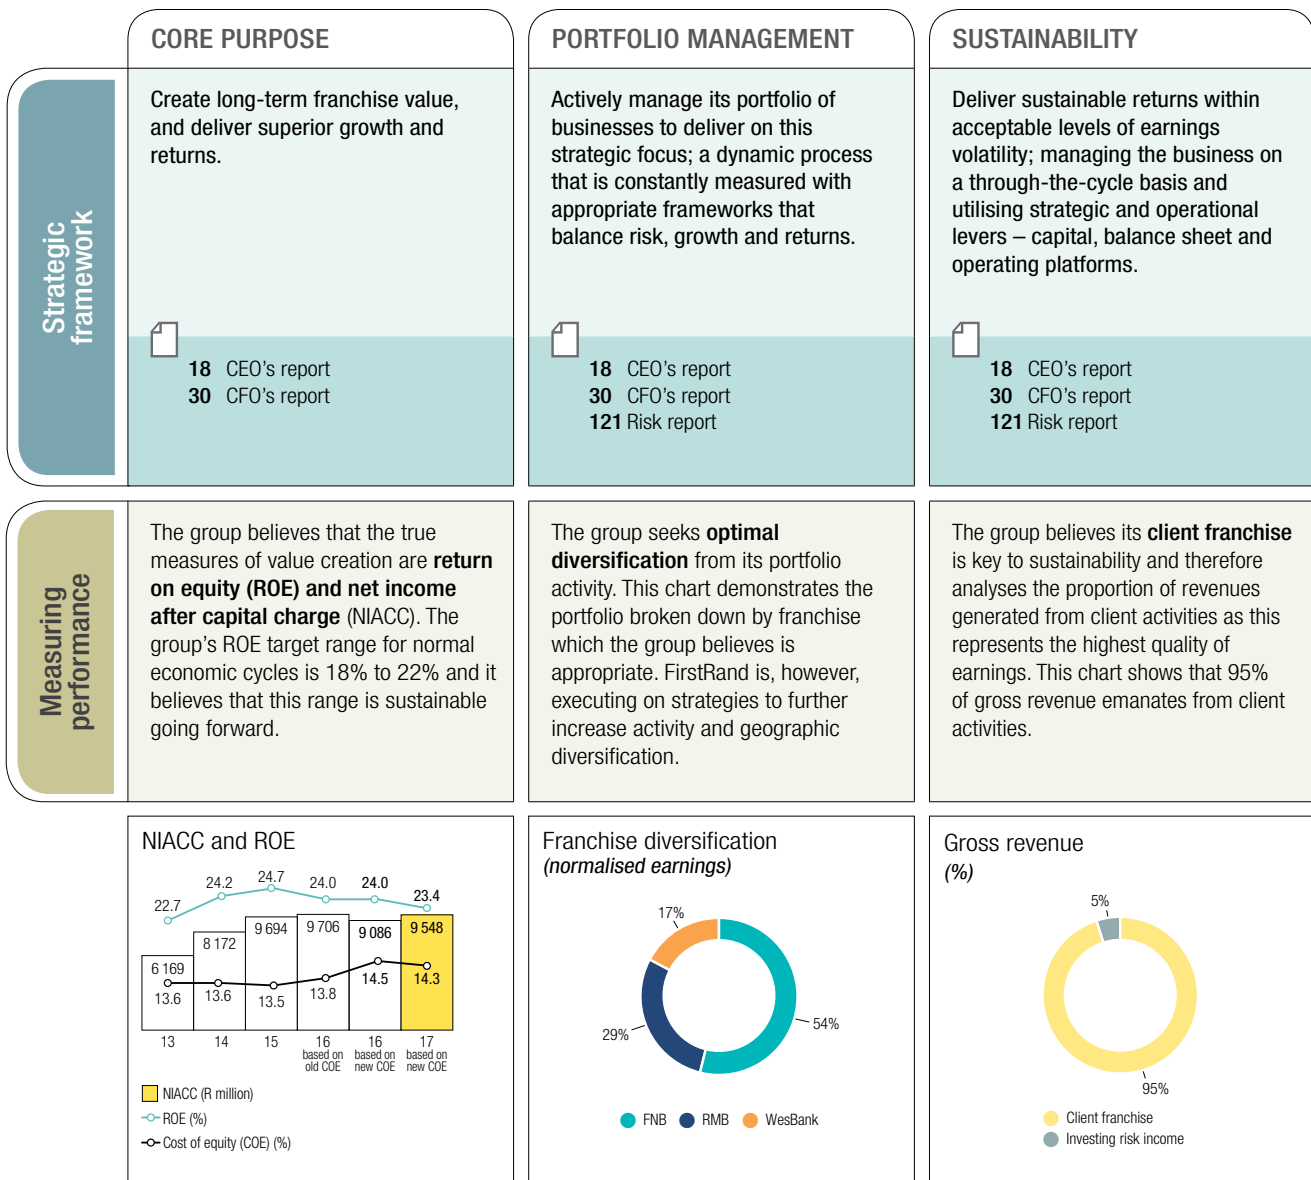 CORE PURPOSE
PORTFOLIO MANAGEMENT
SUSTAINABILITY
Strategic
framework
Create long-term franchise value,
and deliver superior growth and
returns.
18 CEO's report
30 CFO's report
Actively manage its portfolio of
businesses to deliver on this
strategic focus; a dynamic process
that is constantly measured with
appropriate frameworks that
balance risk, growth and returns.
18 CEO's report
30 CFO's report
121 Risk report
Deliver sustainable returns within
acceptable levels of earnings
volatility; managing the business on
a through-the-cycle basis and
utilising strategic and operational
levers – capital, balance sheet and
operating platforms.
18 CEO's report
30 CFO's report
121 Risk report
Measuring
performance
The group believes that the true
measures of value creation are return
on equity (ROE) and net income
after capital charge (NIACC). The
group's ROE target range for normal
economic cycles is 18% to 22% and it
believes that this range is sustainable
going forward.
The group seeks optimal
diversification from its portfolio
activity. This chart demonstrates the
portfolio broken down by franchise
which the group believes is
appropriate. FirstRand is, however,
executing on strategies to further
increase activity and geographic
diversification.
The group believes its client franchise
is key to sustainability and therefore
analyses the proportion of revenues
generated from client activities as this
represents the highest quality of
earnings. This chart shows that 95%
of gross revenue emanates from client
activities.
NIACC and ROE
22.7 24.2 24.7 24.0 24.0 23.4
6 169 8 172 9 694 9 706 9 086 9 548
13.6 13.6 13.5 13.8 14.5 14.3
13 14 15 16 16 17
based on based on based on
old COE new COE new COE
NIACC (R million)
ROE (%)
Cost of equity (COE) (%)
Franchise diversification
(normalised earnings)
17%
29%
54%
FNB RMB WesBank
Gross revenue
(%)
5%
95%
Client franchise
Investing risk income